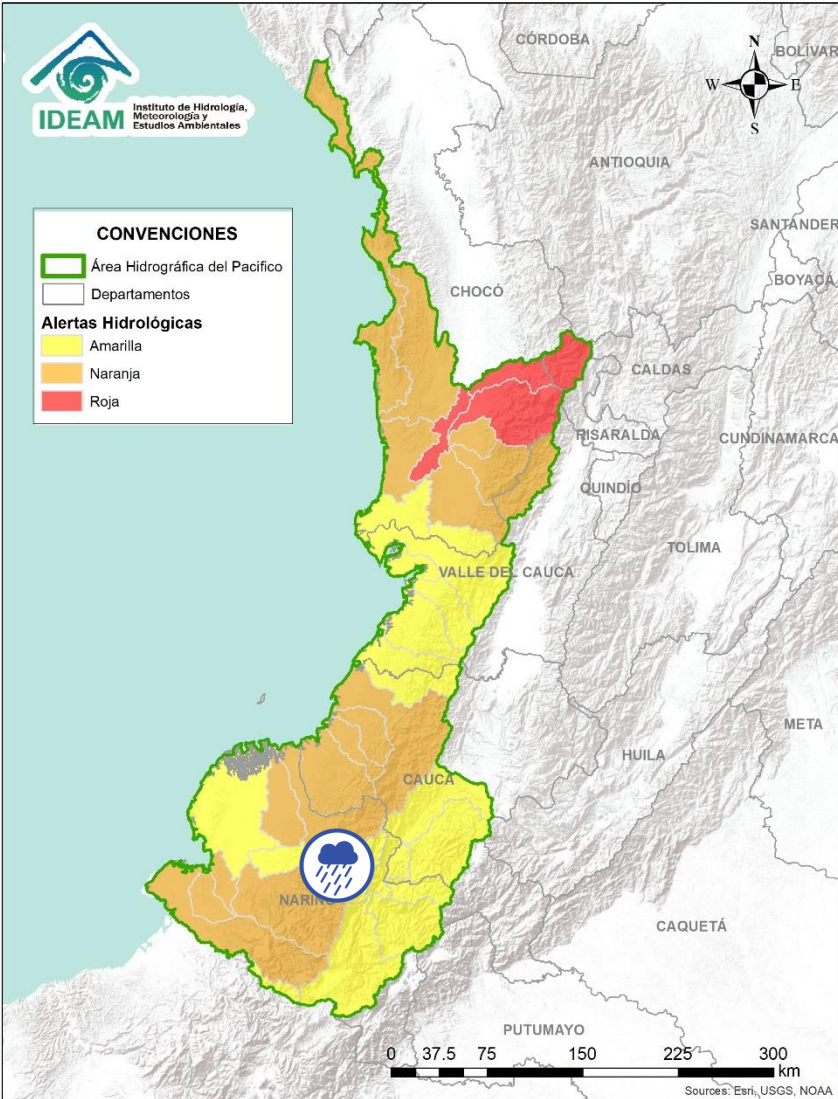 IDEAM
Instituto de Hidrología,
Meteorología y
Estudios Ambientales
CÓRDOBA
BOLÍVAR
N
W
E
S
ANTIOQUIA
SANTANDER
BOYACÁ
CONVENCIONES
Área Hidrográfica del Pacifico
Departamentos
Alertas Hidrológicas
Amarilla
Naranja
Roja
CHOCÓ
CALDAS
RISARALDA
CUNDINAMARCA
QUINDÍO
TOLIMA
VALLE DEL CAUCA
META
HUILA
CAUCA
NARIÑO
CAQUETÁ
PUTUMAYO
0 37.5 75 150 225 300
km
Sources: Esri, USGS, NOAA